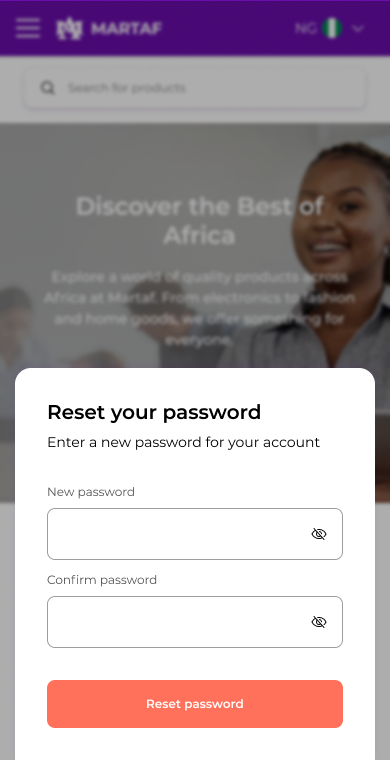 MARTAF
NG
Search for products
Discover the Best of
Africa
Explore a world of quality products across
Africa at Martaf. From electronics to fashion
and home goods, we offer something for
everyone.
Reset your password
Enter a new password for your account
New password
Confirm password
Reset password